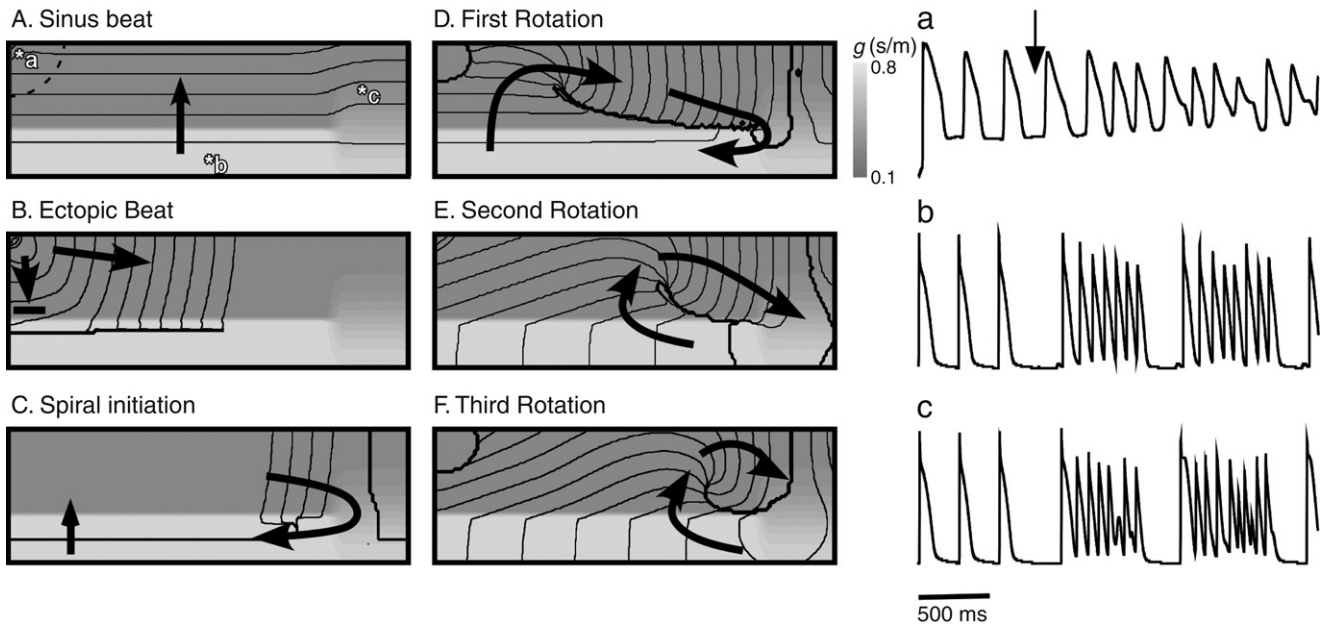 A. Sinus beat
*a
*b
*c
B. Ectopic Beat
C. Spiral initiation
D. First Rotation
E. Second Rotation
F. Third Rotation
g (s/m)
0.8
0.1
a
b
c
500 ms